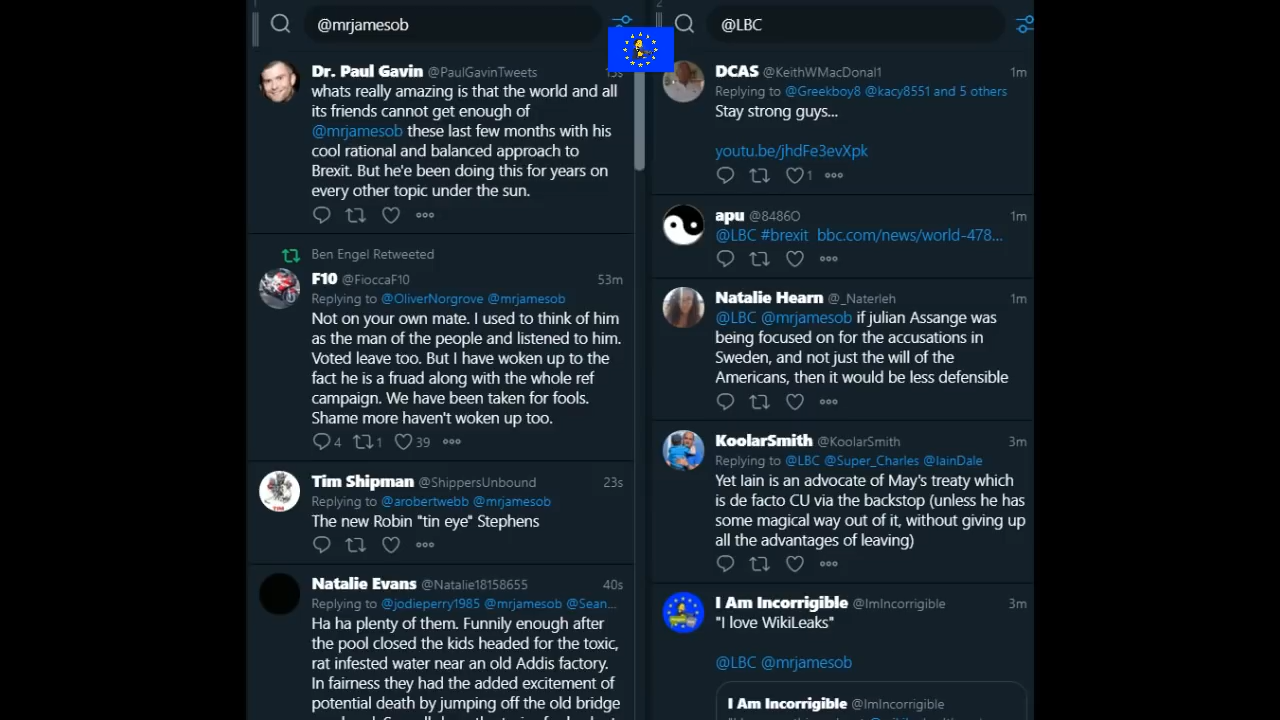 1
@mrjamesob
Dr. Paul Gavin @PaulGavinTweets
whats really amazing is that the world and all
its friends cannot get enough of
@mrjamesob these last few months with his
cool rational and balanced approach to
Brexit. But he'e been doing this for years on
every other topic under the sun.
Ben Engel Retweeted
F10 @FioccaF10 53m
Replying to @OliverNorgrove @mrjamesob
Not on your own mate. I used to think of him
as the man of the people and listened to him.
Voted leave too. But I have woken up to the
fact he is a fruad along with the whole ref
campaign. We have been taken for fools.
Shame more haven't woken up too.
4 1 39
Tim Shipman @ShippersUnbound 23s
Replying to @arobertwebb @mrjamesob
The new Robin "tin eye" Stephens
Natalie Evans @Natalie18158655 40s
Replying to @jodieperry1985 @mrjamesob @Sean...
Ha ha plenty of them. Funnily enough after
the pool closed the kids headed for the toxic,
rat infested water near an old Addis factory.
In fairness they had the added excitement of
potential death by jumping off the old bridge
2
@LBC
DCAS @KeithWMacDonal1 1m
Replying to @Greekboy8 @kacy8551 and 5 others
Stay strong guys...
youtu.be/jhdFe3evXpk
1
apu @8486O 1m
@LBC #brexit bbc.com/news/world-478...
Natalie Hearn @_Naterleh 1m
@LBC @mrjamesob if julian Assange was
being focused on for the accusations in
Sweden, and not just the will of the
Americans, then it would be less defensible
KoolarSmith @KoolarSmith 3m
Replying to @LBC @Super_Charles @IainDale
Yet Iain is an advocate of May's treaty which
is de facto CU via the backstop (unless he has
some magical way out of it, without giving up
all the advantages of leaving)
I Am Incorrigible @ImIncorrigible 3m
"I love WikiLeaks"
@LBC @mrjamesob
I Am Incorrigible @ImIncorrigible